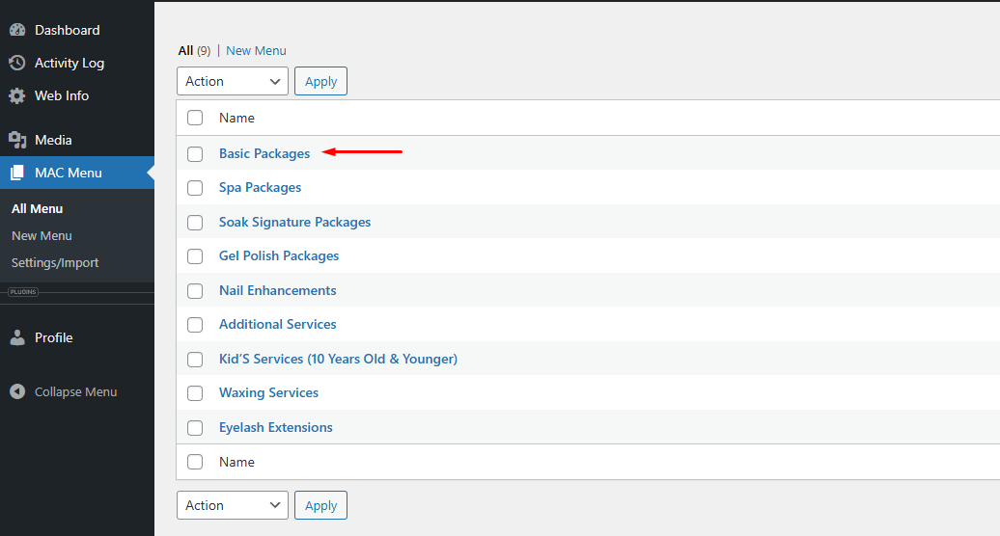 Dashboard
Activity Log
Web Info
Media
MAC Menu
All Menu
New Menu
Settings/Import
PLUGINS
Profile
Collapse Menu
All (9) | New Menu
Action Apply
Name
Basic Packages
Spa Packages
Soak Signature Packages
Gel Polish Packages
Nail Enhancements
Additional Services
Kid'S Services (10 Years Old & Younger)
Waxing Services
Eyelash Extensions
Name
Action Apply